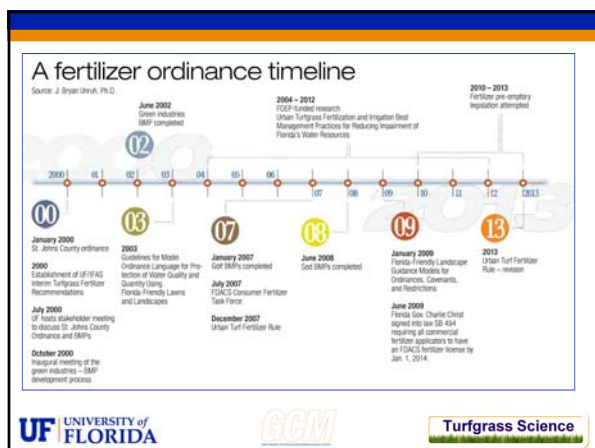 A fertilizer ordinance timeline
Source: J. Bryan Unruh, Ph.D.
June 2002
Green industries
BMP completed
2004 – 2012
FDEP-funded research
Urban Turfgrass Fertilization and Irrigation Best
Management Practices for Reducing Impairment of
Florida's Water Resources
2010 – 2013
Fertilizer pre-emptory
legislation attempted
02
2000
2013
2000 01 02 03 04 05 06 07 08 09 10 11 12 2013
00
January 2000
St. Johns County ordinance
2000
Establishment of UF/IFAS
Interim Turfgrass Fertilizer
Recommendations
July 2000
UF hosts stakeholder meeting
to discuss St. Johns County
Ordinance and BMPs
October 2000
Inaugural meeting of the
green industries – BMP
development process
03
2003
Guidelines for Model
Ordinance Language for Pro-
tection of Water Quality and
Quantity Using
Florida-Friendly Lawns
and Landscapes
07
January 2007
Golf BMPs completed
July 2007
FDACS Consumer Fertilizer
Task Force
December 2007
Urban Turf Fertilizer Rule
08
June 2008
Sod BMPs completed
09
January 2009
Florida-Friendly Landscape
Guidance Models for
Ordinances, Covenants,
and Restrictions
June 2009
Florida Gov. Charlie Christ
signed into law SB 494
requiring all commercial
fertilizer applicators to have
an FDACS fertilizer license by
Jan. 1, 2014.
13
2013
Urban Turf Fertilizer
Rule – revision
UF UNIVERSITY of
FLORIDA
GCM
Turfgrass Science